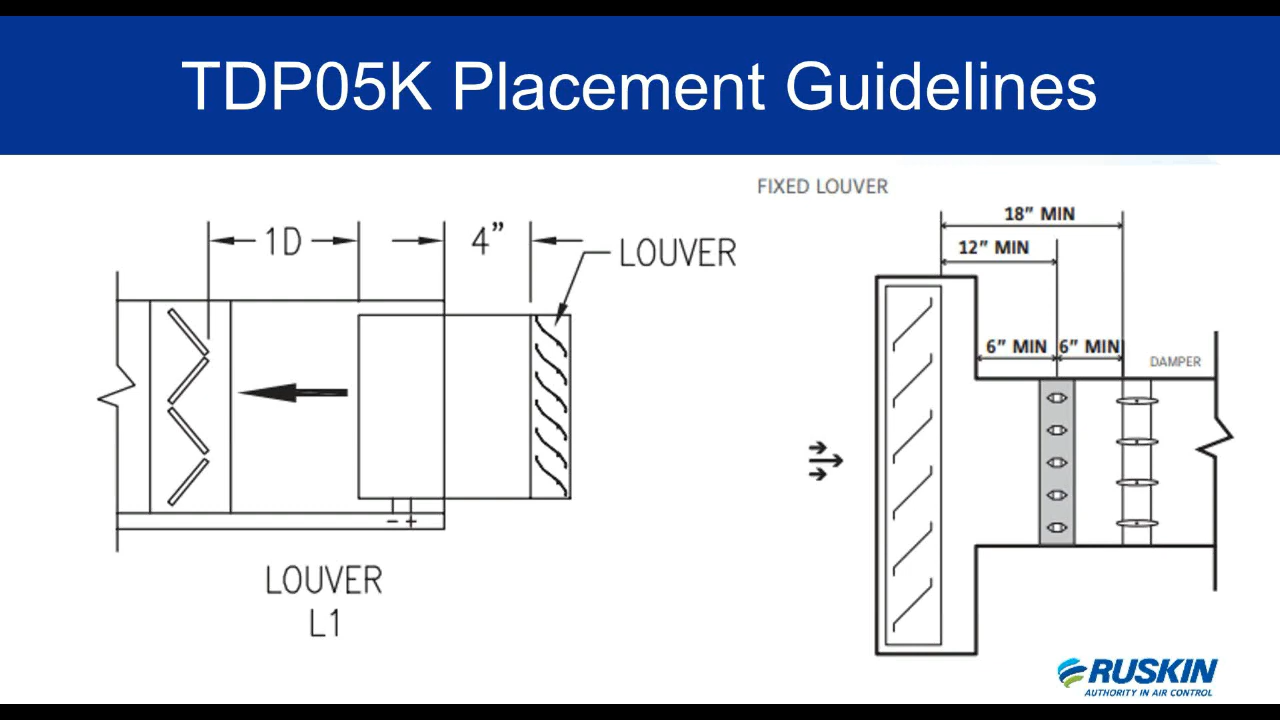 TDP05K Placement Guidelines
FIXED LOUVER
1D
4”
LOUVER
18” MIN
12” MIN
6” MIN
6” MIN
DAMPER
- +
LOUVER
L1
RUSKIN
AUTHORITY IN AIR CONTROL